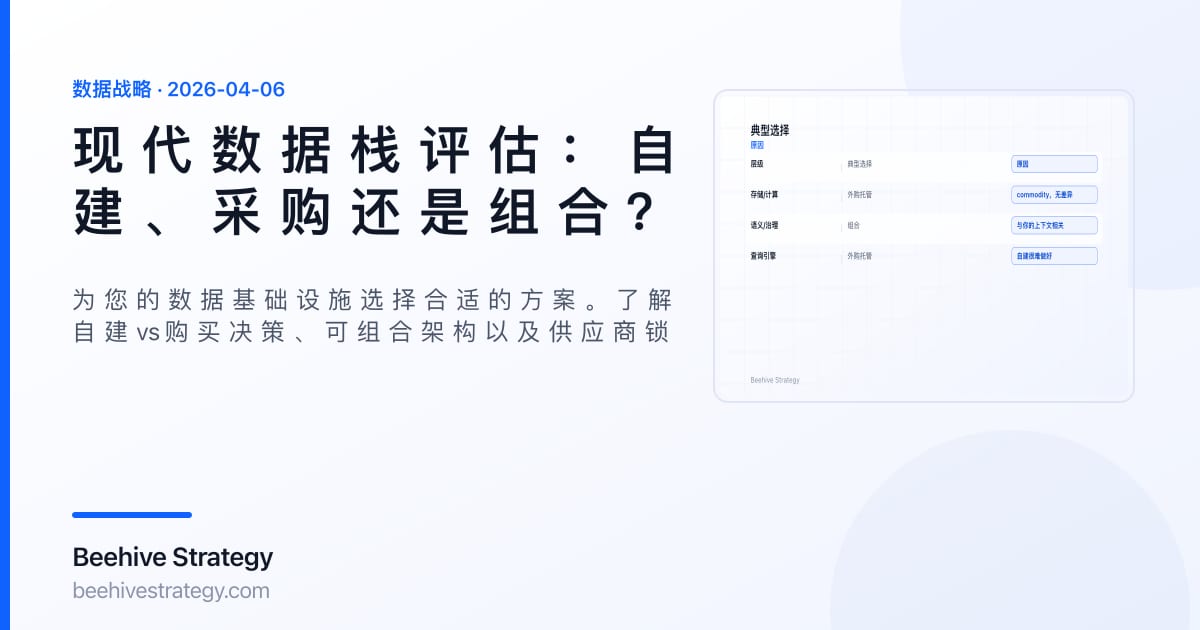 数据战略 · 2026-04-06
现代数据栈评估：自
建、采购还是组合？
为您的数据基础设施选择合适的方案。了解
自建 vs 购买决策、可组合架构以及供应商锁
Beehive Strategy
beehivestrategy.com
典型选择
原因
层级 典型选择 原因
存储/计算 外购托管 commodity，无差异
语义/治理 组合 与你的上下文相关
查询引擎 外购托管 自建很难做好
Beehive Strategy